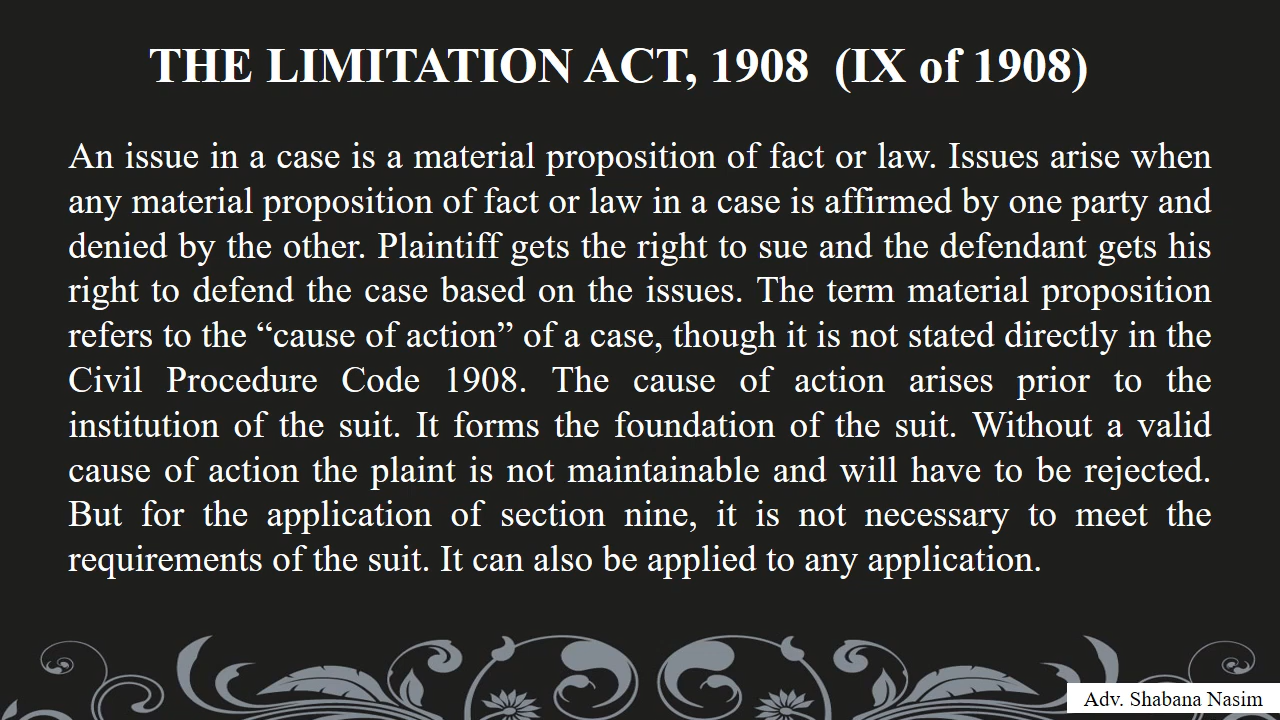 THE LIMITATION ACT, 1908  (IX of 1908)
An issue in a case is a material proposition of fact or law. Issues arise when
any material proposition of fact or law in a case is affirmed by one party and
denied by the other. Plaintiff gets the right to sue and the defendant gets his
right to defend the case based on the issues. The term material proposition
refers to the “cause of action” of a case, though it is not stated directly in the
Civil Procedure Code 1908. The cause of action arises prior to the
institution of the suit. It forms the foundation of the suit. Without a valid
cause of action the plaint is not maintainable and will have to be rejected.
But for the application of section nine, it is not necessary to meet the
requirements of the suit. It can also be applied to any application.
Adv. Shabana Nasim